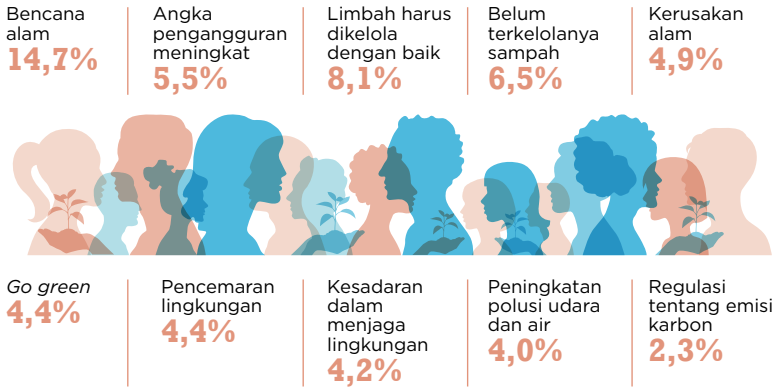 Bencana
alam
14,7%
Angka
pengangguran
meningkat
5,5%
Limbah harus
dikelola
dengan baik
8,1%
Belum
terkelolanya
sampah
6,5%
Kerusakan
alam
4,9%
Go green
4,4%
Pencemaran
lingkungan
4,4%
Kesadaran
dalam
menjaga
lingkungan
4,2%
Peningkatan
polusi udara
dan air
4,0%
Regulasi
tentang emisi
karbon
2,3%